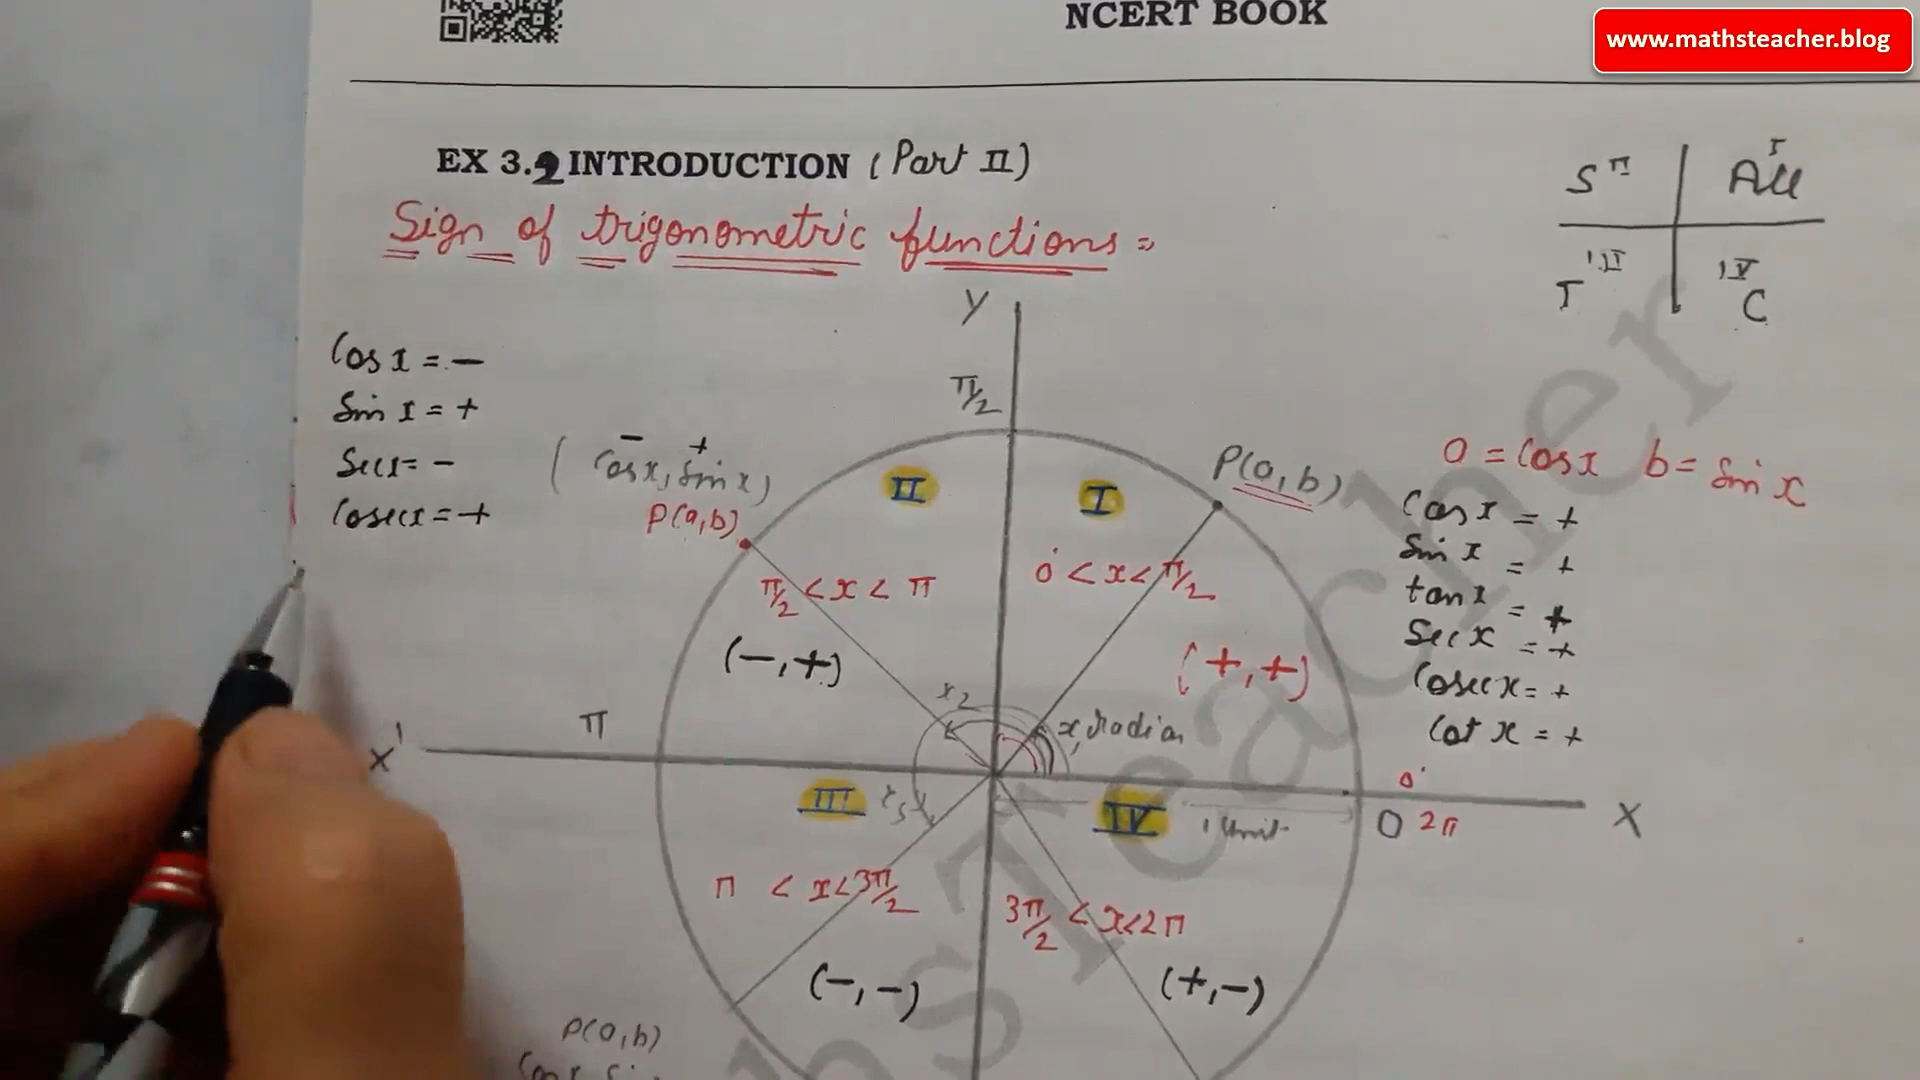 NCERT BOOK
www.mathsteacher.blog
EX 3.2 INTRODUCTION (Part II)
Sign of trigonometric functions =
S II
All I
T III
IV C
Y
π/2
Cos x = -
Sin x = +
Sec x = -
Cosec x = +
(Cos x, Sin x)
- +
P(a,b)
II
I
P(a,b)
a = Cos x b = Sin x
Cos x = +
Sin x = +
tan x = +
Sec x = +
Cosec x = +
Cot x = +
π/2 < x < π
0° < x < π/2
(-,+)
(+,+)
x2
x, radian
π
X'
III
IV
1 Unit
0°
O 2π
X
π < x < 3π/2
3π/2 < x < 2π
(-,-)
(+,-)
P(a,b)
Teacher